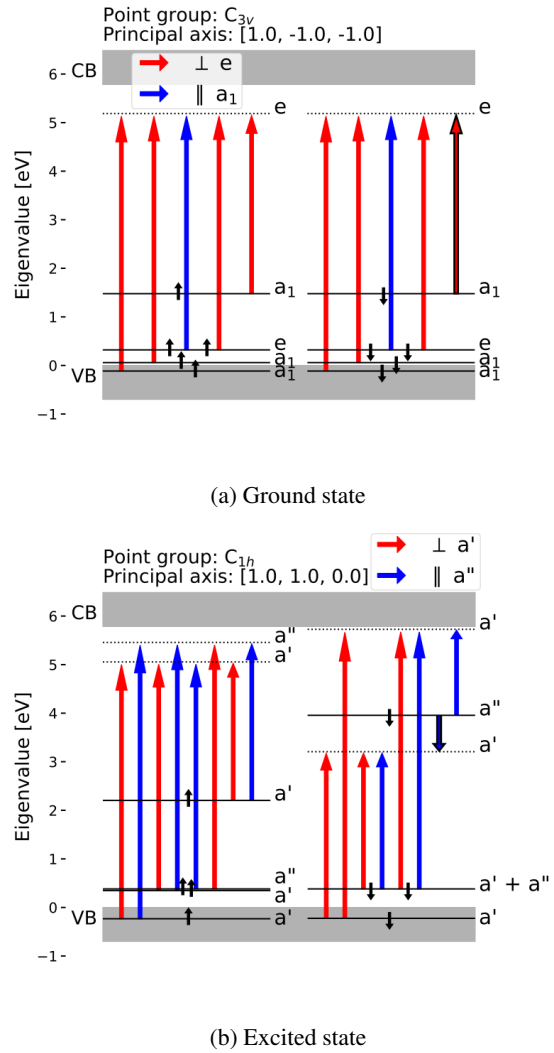 Point group: C3v
Principal axis: [1.0, -1.0, -1.0]
6
CB
⊥ e
∥ a1
5
4
3
2
1
0
VB
−1
Eigenvalue [eV]
e
e
a1
a1
e
e
a1
a1
a1
a1
(a) Ground state
Point group: C1h
Principal axis: [1.0, 1.0, 0.0]
⊥ a'
∥ a"
6
CB
5
4
3
2
1
0
VB
−1
Eigenvalue [eV]
a"
a'
a'
a"
a'
a'
a'
a"
a'
a' + a"
a'
(b) Excited state